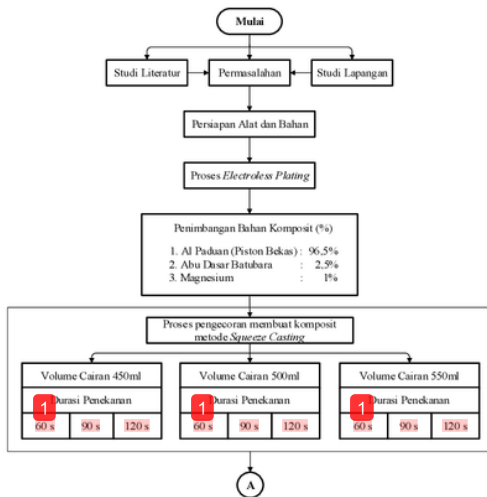 Mulai
Studi Literatur
Permasalahan
Studi Lapangan
Persiapan Alat dan Bahan
Proses Electroless Plating
Penimbangan Bahan Komposit (%)
1. Al Paduan (Piston Bekas) : 96,5%
2. Abu Dasar Batubara : 2,5%
3. Magnesium : 1%
Proses pengecoran membuat komposit
metode Squeeze Casting
Volume Cairan 450ml
Volume Cairan 500ml
Volume Cairan 550ml
1 Durasi Penekanan
1 Durasi Penekanan
1 Durasi Penekanan
60 s 90 s 120 s
60 s 90 s 120 s
60 s 90 s 120 s
A